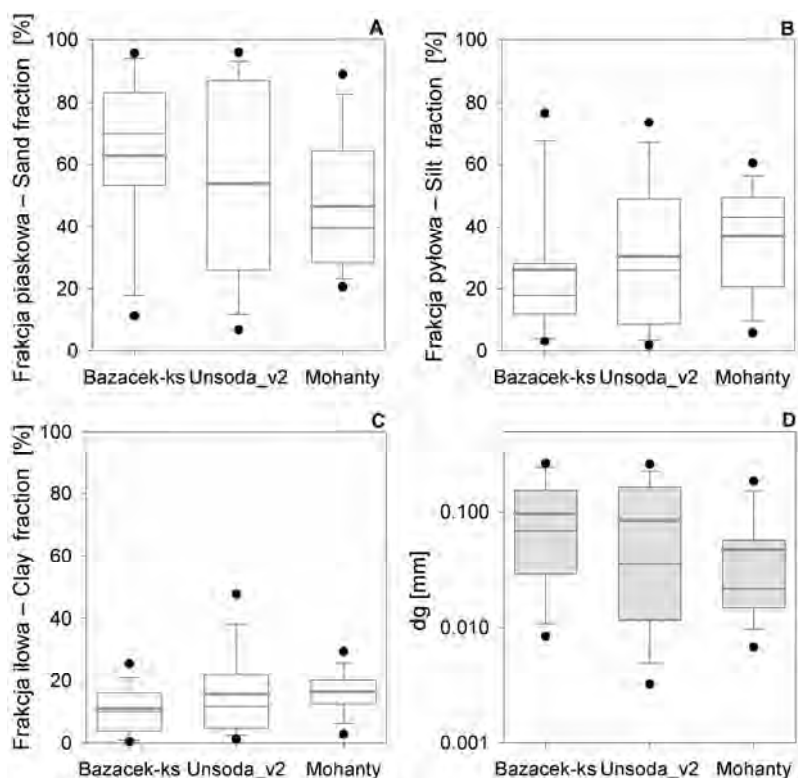 A
Frakcja piaskowa – Sand fraction [%]
100
80
60
40
20
0
Bazacek-ks Unsoda_v2 Mohanty
B
Frakcja pyłowa – Silt fraction [%]
100
80
60
40
20
0
Bazacek-ks Unsoda_v2 Mohanty
C
Frakcja iłowa – Clay fraction [%]
100
80
60
40
20
0
Bazacek-ks Unsoda_v2 Mohanty
D
dg [mm]
0.100
0.010
0.001
Bazacek-ks Unsoda_v2 Mohanty